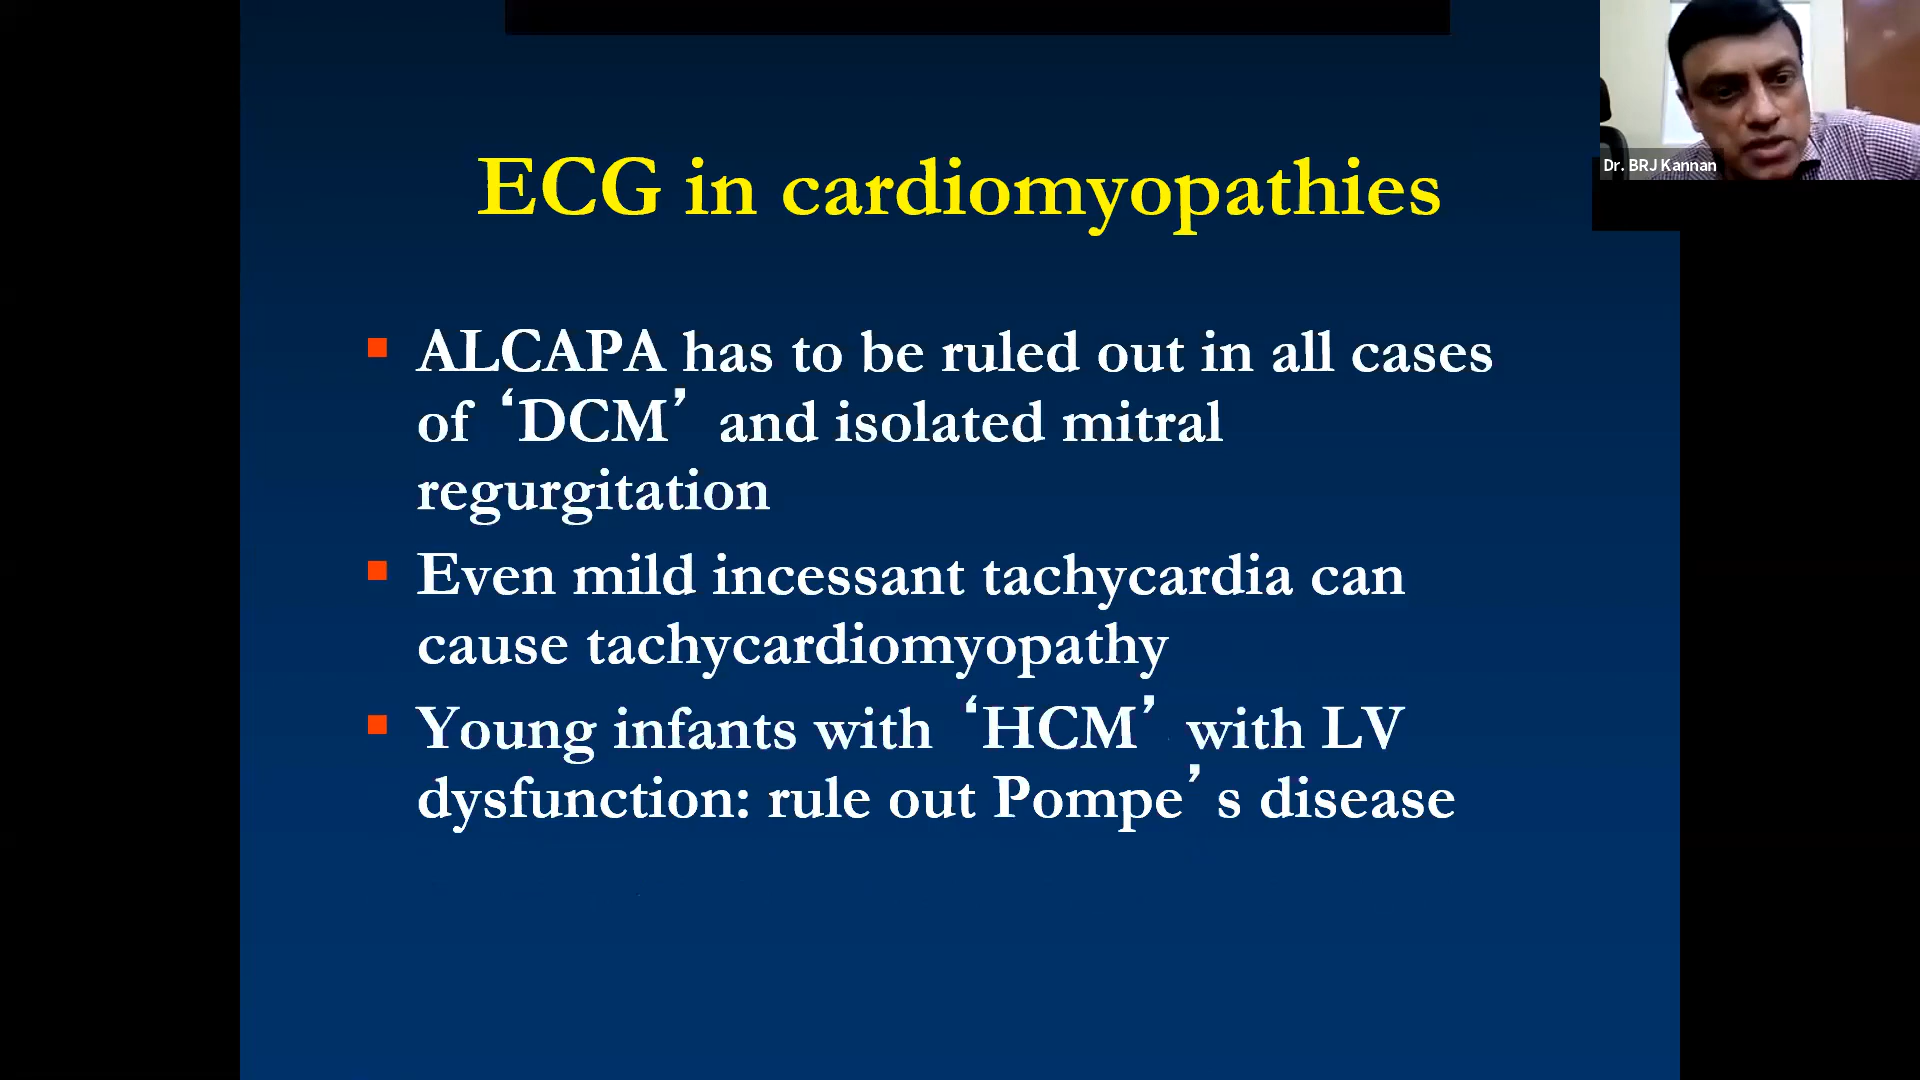 ECG in cardiomyopathies
ALCAPA has to be ruled out in all cases
of ‘DCM’ and isolated mitral
regurgitation
Even mild incessant tachycardia can
cause tachycardiomyopathy
Young infants with ‘HCM’ with LV
dysfunction: rule out Pompe’s disease
Dr. BRJ Kannan